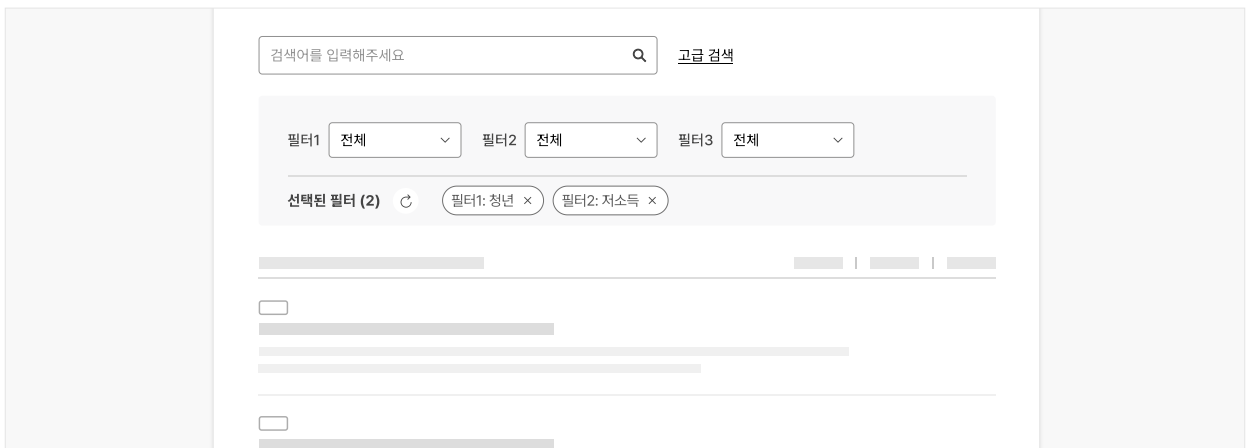 검색어를 입력해주세요 고급 검색
필터1 전체 필터2 전체 필터3 전체
선택된 필터 (2) 필터1: 청년 × 필터2: 저소득 ×